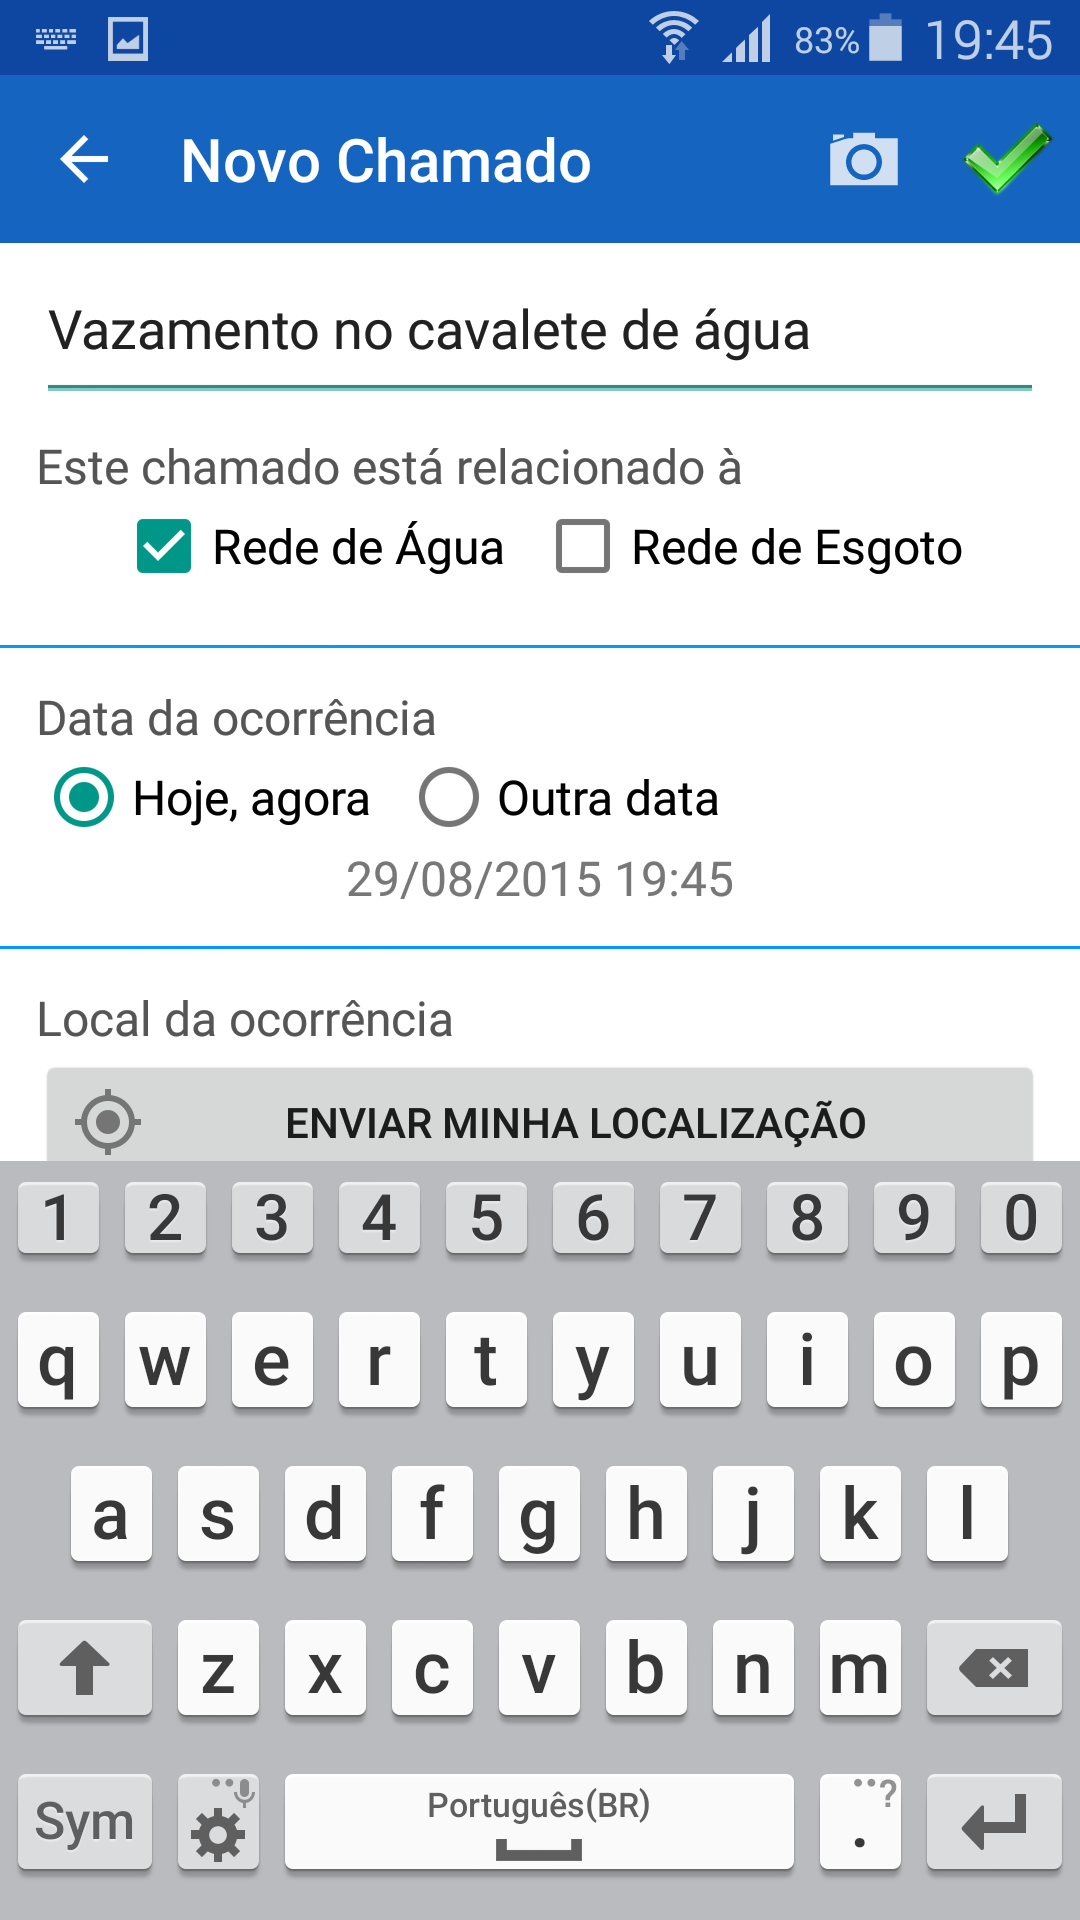 83% 19:45
Novo Chamado
Vazamento no cavalete de água
Este chamado está relacionado à
Rede de Água Rede de Esgoto
Data da ocorrência
Hoje, agora Outra data
29/08/2015 19:45
Local da ocorrência
ENVIAR MINHA LOCALIZAÇÃO
1 2 3 4 5 6 7 8 9 0
q w e r t y u i o p
a s d f g h j k l
z x c v b n m
Sym Português(BR) . ?